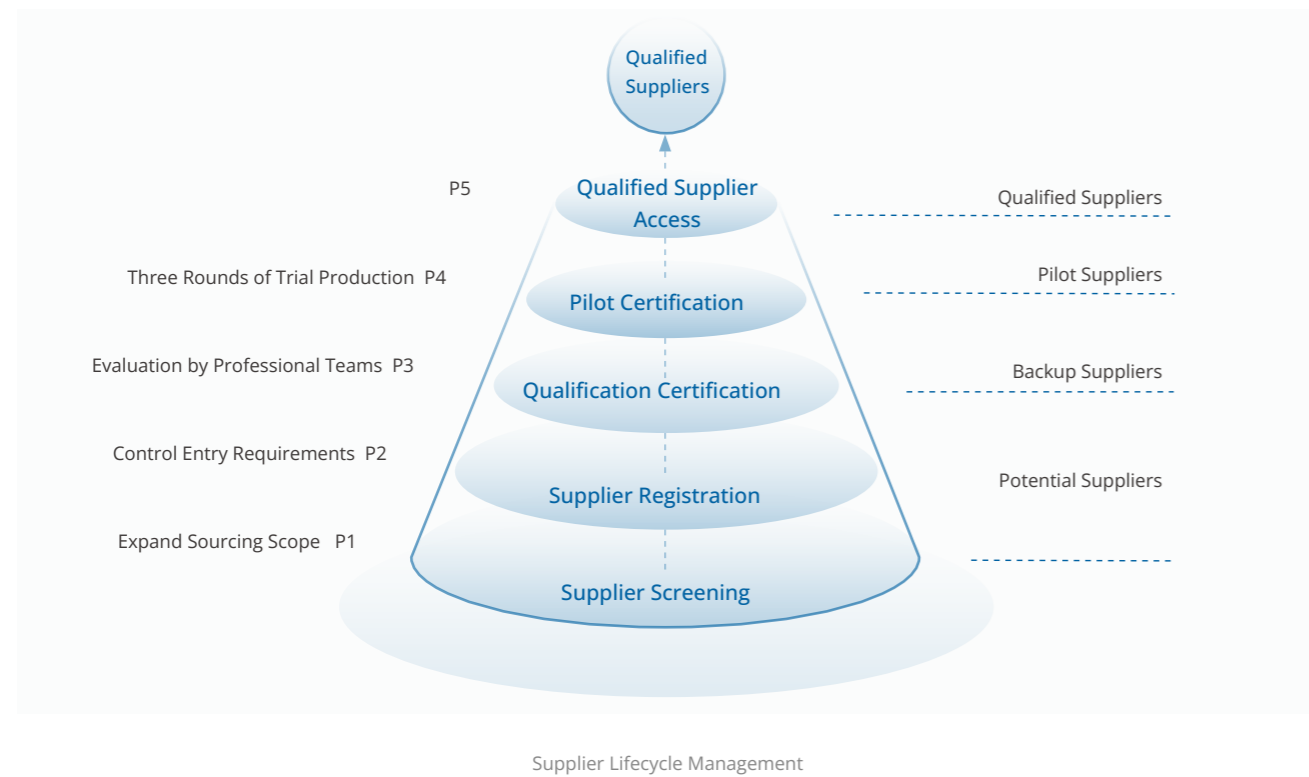 Qualified
Suppliers
P5
Qualified Supplier
Access
Qualified Suppliers
Three Rounds of Trial Production P4
Pilot Certification
Pilot Suppliers
Evaluation by Professional Teams P3
Qualification Certification
Backup Suppliers
Control Entry Requirements P2
Supplier Registration
Potential Suppliers
Expand Sourcing Scope P1
Supplier Screening
Supplier Lifecycle Management